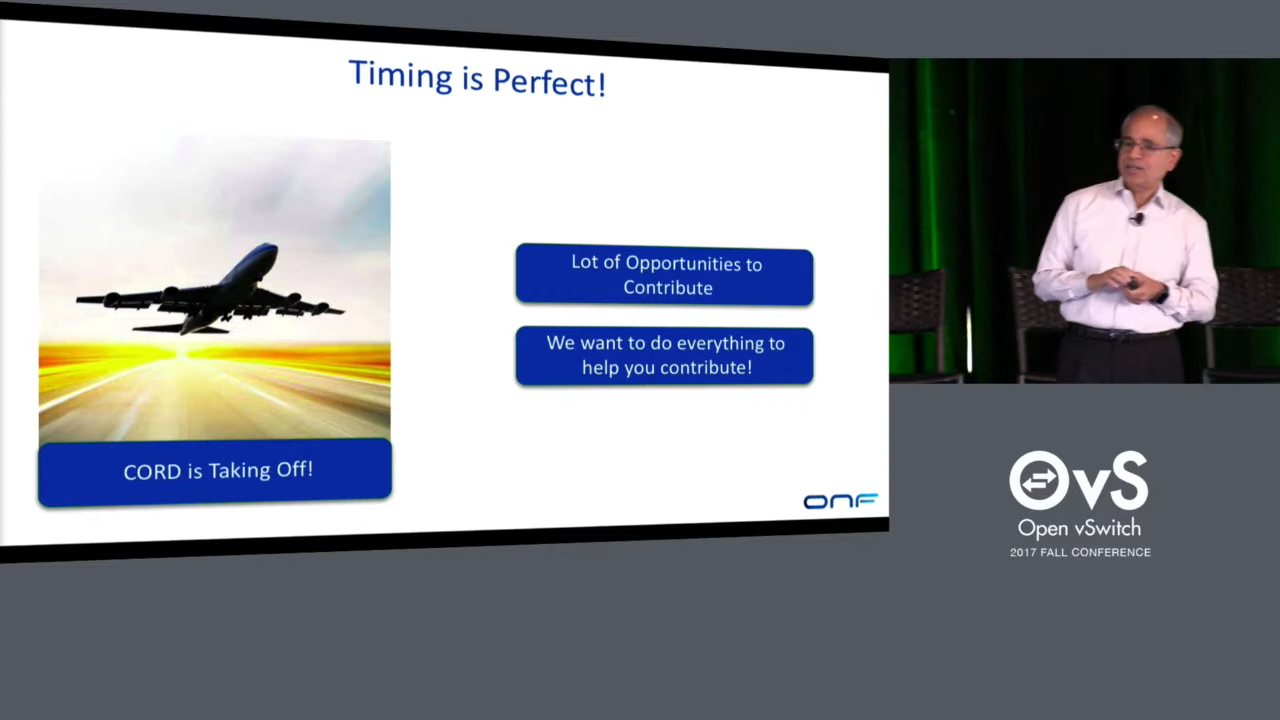 Timing is Perfect!
Lot of Opportunities to
Contribute
We want to do everything to
help you contribute!
CORD is Taking Off!
ONF
OvS
Open vSwitch
2017 FALL CONFERENCE